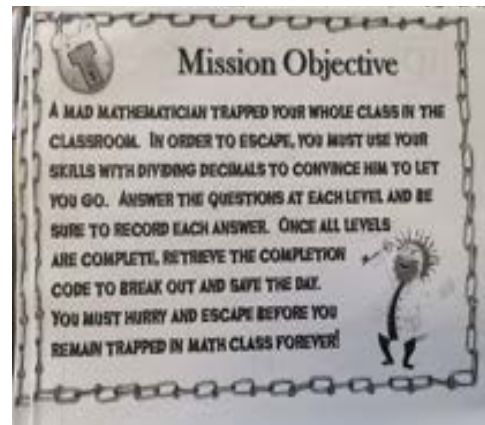 Mission Objective
A MAD MATHEMATICIAN TRAPPED YOUR WHOLE CLASS IN THE
CLASSROOM. IN ORDER TO ESCAPE, YOU MUST USE YOUR
SKILLS WITH DIVIDING DECIMALS TO CONVINCE HIM TO LET
YOU GO. ANSWER THE QUESTIONS AT EACH LEVEL AND BE
SURE TO RECORD EACH ANSWER. ONCE ALL LEVELS
ARE COMPLETE, RETRIEVE THE COMPLETION
CODE TO BREAK OUT AND SAVE THE DAY.
YOU MUST HURRY AND ESCAPE BEFORE YOU
REMAIN TRAPPED IN MATH CLASS FOREVER!